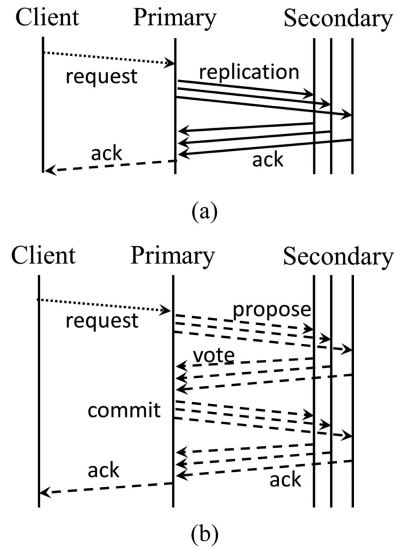 Client Primary Secondary
request
replication
ack
ack
(a)
Client Primary Secondary
request
propose
vote
commit
ack
ack
(b)